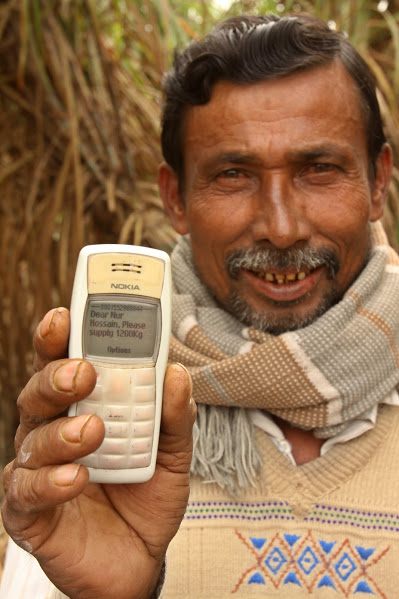 NOKIA
Dear Nur
Hossain, Please
supply 1200Kg
Options